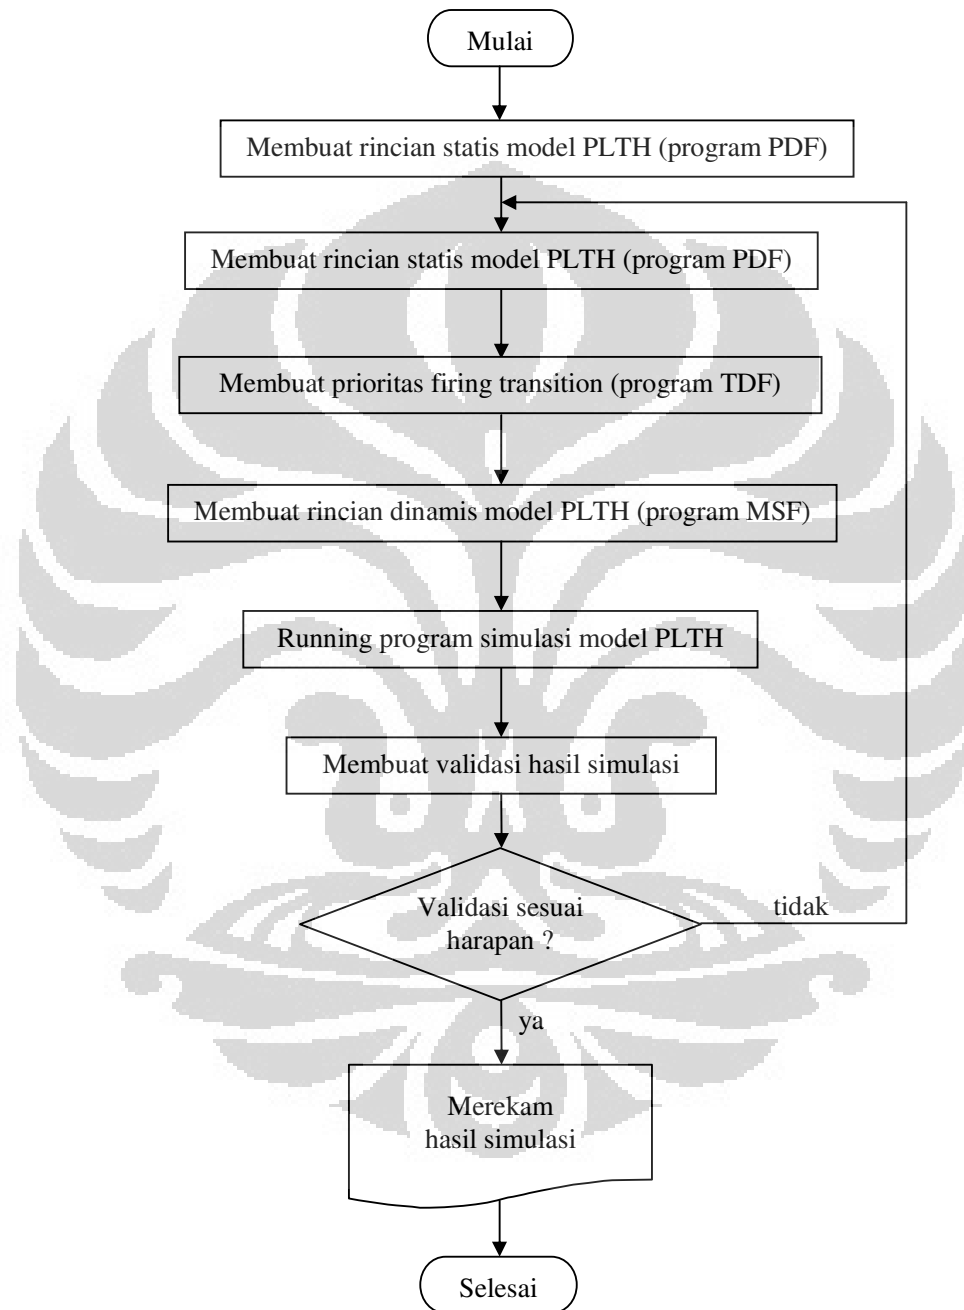 Mulai
Membuat rincian statis model PLTH (program PDF)
Membuat rincian statis model PLTH (program PDF)
Membuat prioritas firing transition (program TDF)
Membuat rincian dinamis model PLTH (program MSF)
Running program simulasi model PLTH
Membuat validasi hasil simulasi
Validasi sesuai
harapan ?
tidak
ya
Merekam
hasil simulasi
Selesai